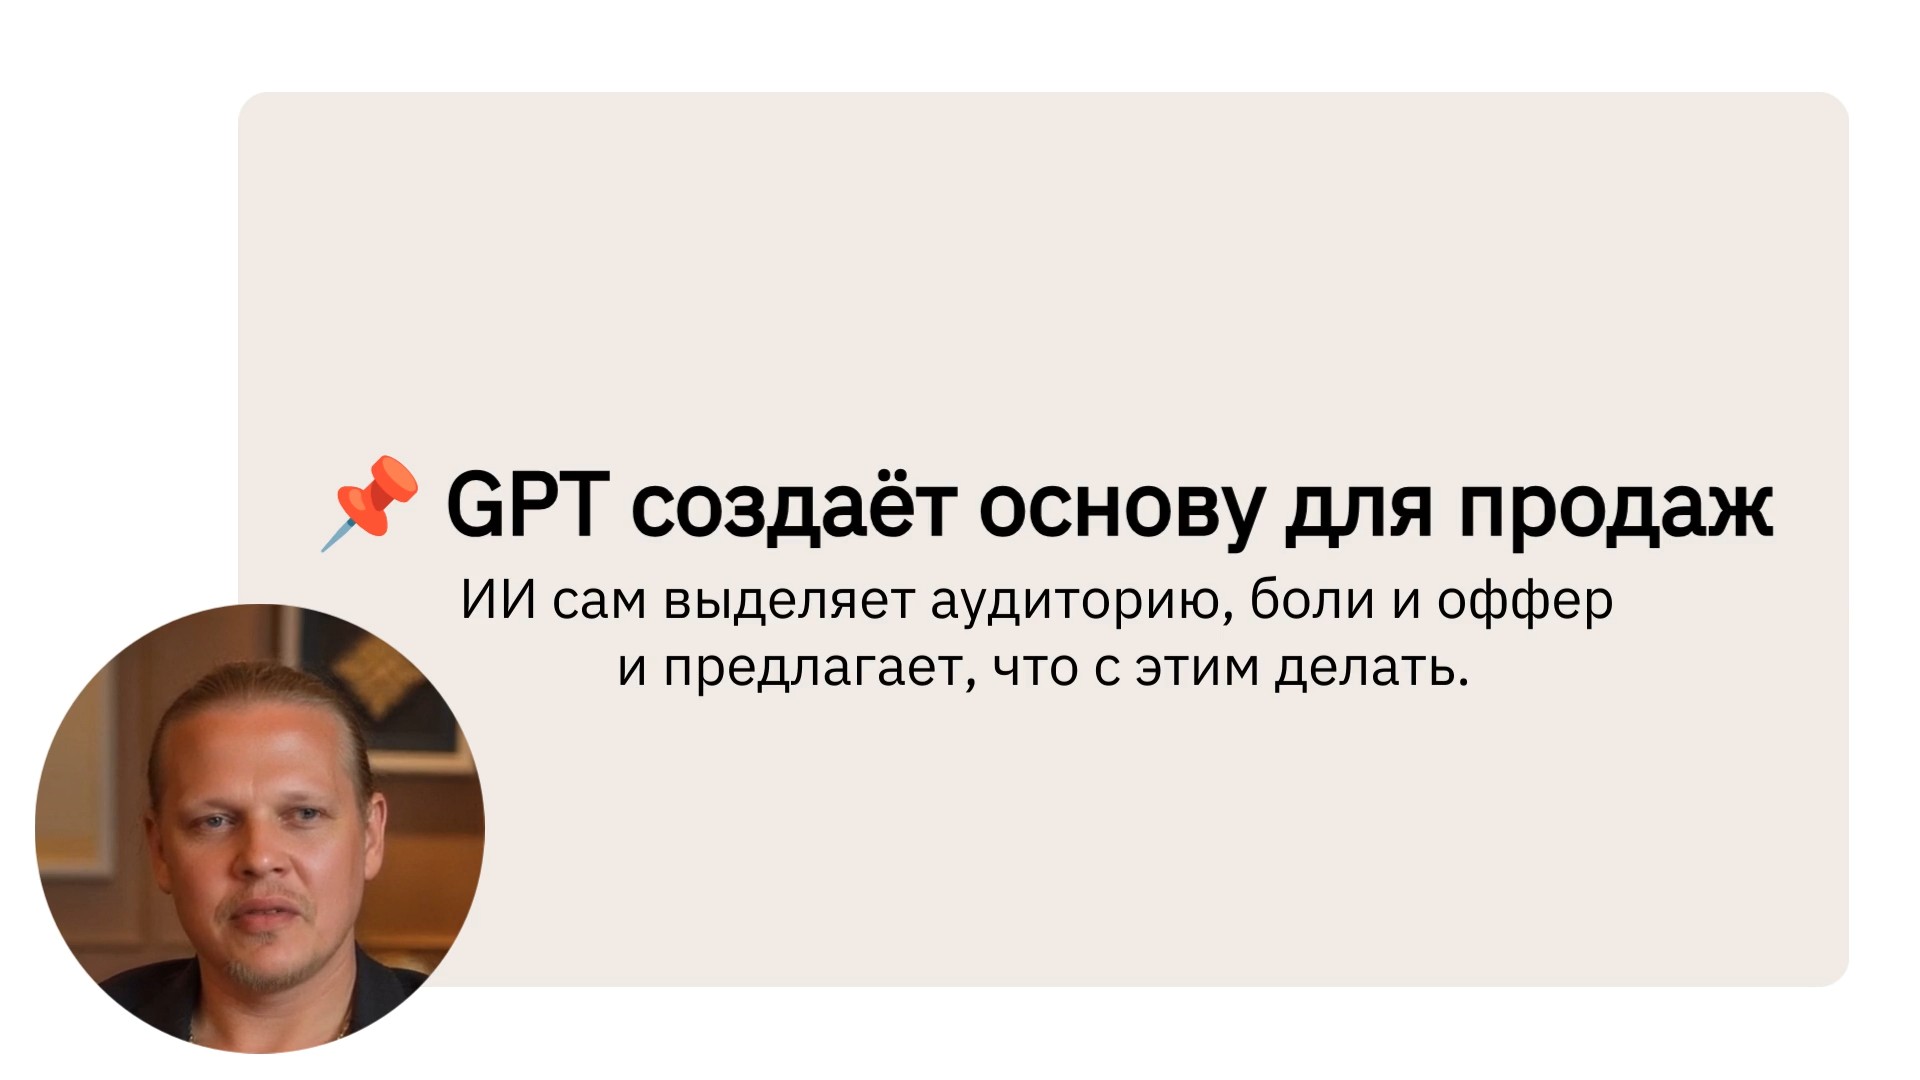 📌 GPT создаёт основу для продаж
ИИ сам выделяет аудиторию, боли и оффер
и предлагает, что с этим делать.